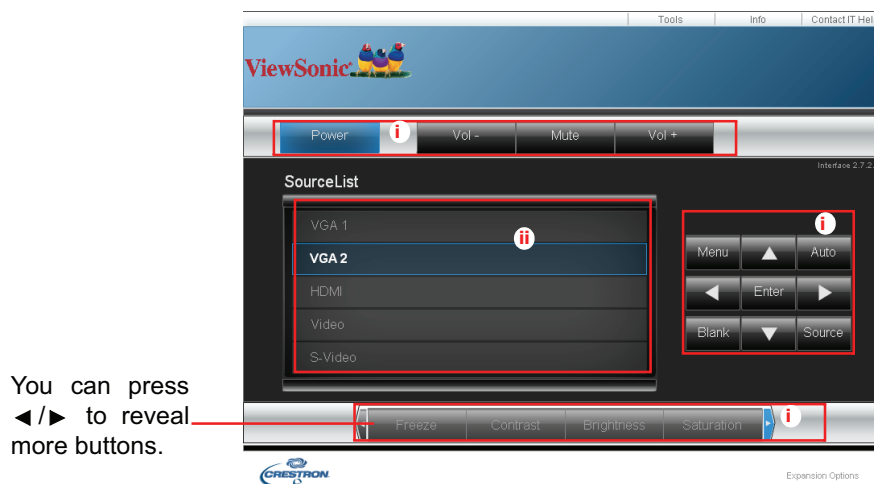 Tools Info Contact IT Hel
ViewSonic
Power i Vol - Mute Vol +
Interface 2.7.2.
SourceList
VGA 1
ii
VGA 2
HDMI
Video
S-Video
i
Menu ▲ Auto
◀ Enter ▶
Blank ▼ Source
You can press
◄/► to reveal
more buttons.
Freeze Contrast Brightness Saturation i
CRESTRON
Expansion Options